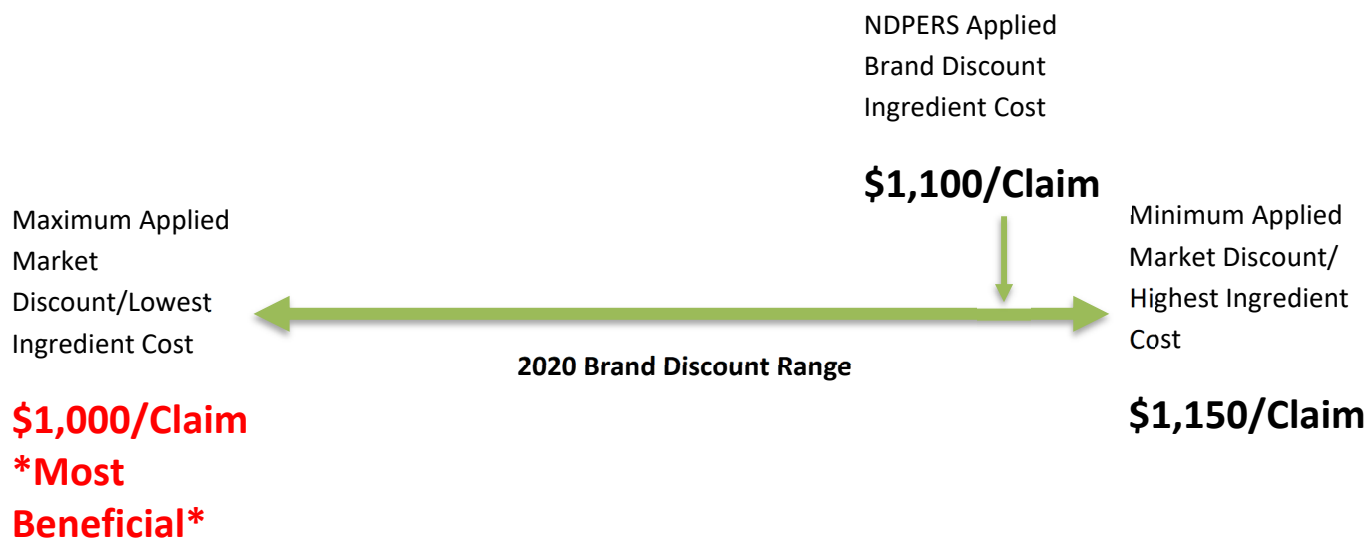 NDPERS Applied
Brand Discount
Ingredient Cost
$1,100/Claim
Maximum Applied
Market
Discount/Lowest
Ingredient Cost
$1,000/Claim
*Most
Beneficial*
2020 Brand Discount Range
Minimum Applied
Market Discount/
Highest Ingredient
Cost
$1,150/Claim